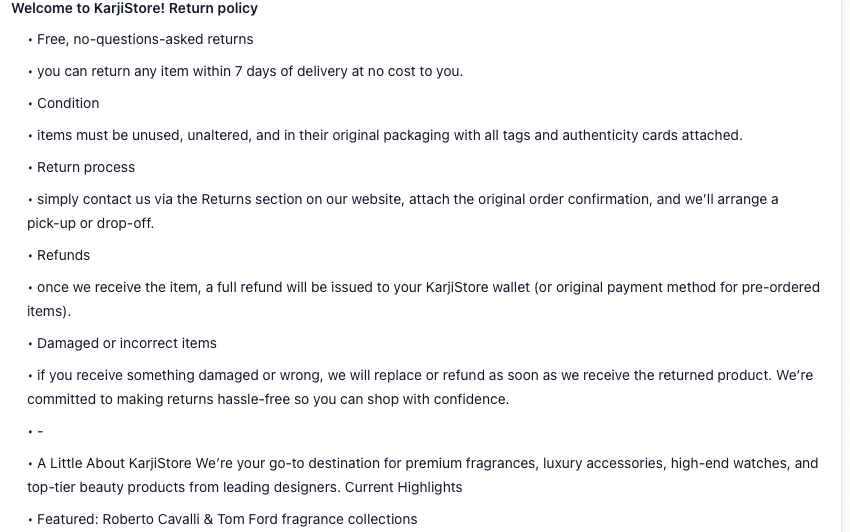 Welcome to KarjiStore! Return policy
• Free, no-questions-asked returns
• you can return any item within 7 days of delivery at no cost to you.
• Condition
• items must be unused, unaltered, and in their original packaging with all tags and authenticity cards attached.
• Return process
• simply contact us via the Returns section on our website, attach the original order confirmation, and we’ll arrange a
pick-up or drop-off.
• Refunds
• once we receive the item, a full refund will be issued to your KarjiStore wallet (or original payment method for pre-ordered
items).
• Damaged or incorrect items
• if you receive something damaged or wrong, we will replace or refund as soon as we receive the returned product. We’re
committed to making returns hassle-free so you can shop with confidence.
• -
• A Little About KarjiStore We’re your go-to destination for premium fragrances, luxury accessories, high-end watches, and
top-tier beauty products from leading designers. Current Highlights
• Featured: Roberto Cavalli & Tom Ford fragrance collections